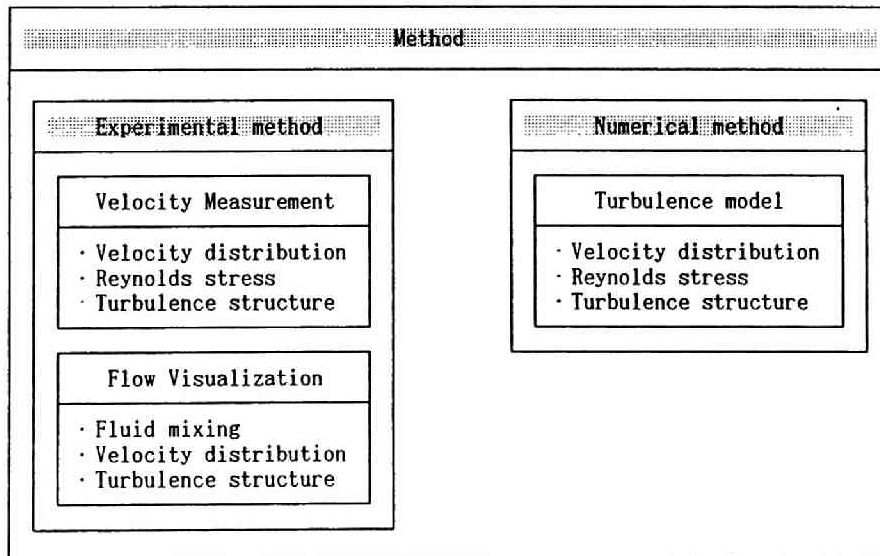 Method
Experimental method
Velocity Measurement
· Velocity distribution
· Reynolds stress
· Turbulence structure
Flow Visualization
· Fluid mixing
· Velocity distribution
· Turbulence structure
Numerical method
Turbulence model
· Velocity distribution
· Reynolds stress
· Turbulence structure